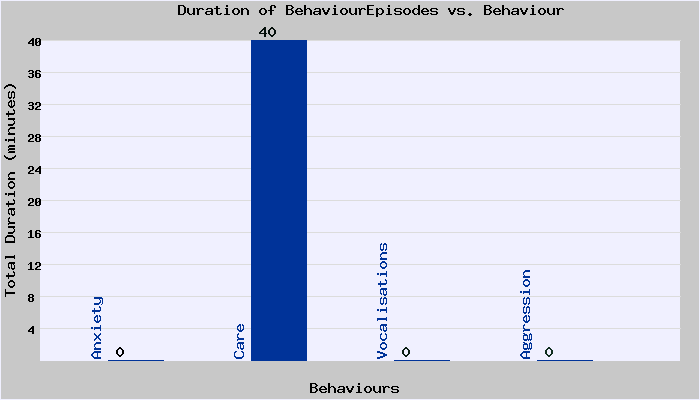 Duration of BehaviourEpisodes vs. Behaviour
Total Duration (minutes)
40
36
32
28
24
20
16
12
8
4
Anxiety
0
Care
40
Vocalisations
0
Aggression
0
Behaviours